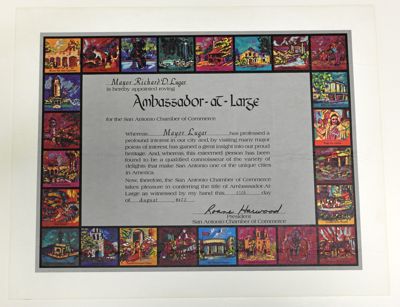 Mayor Richard D. Lugar
is hereby appointed roving
Ambassador-at-Large
for the San Antonio Chamber of Commerce
Whereas Mayor Lugar has professed a
profound interest in our city and, by visiting many major
points of interest, has gained a great insight into our proud
heritage. And, whereas, this esteemed person has been
found to be a qualified connoisseur of the variety of
delights that make San Antonio one of the unique cities
in America.
Now, therefore, the San Antonio Chamber of Commerce
takes pleasure in conferring the title of Ambassador-At-
Large as witnessed by my hand this day
of August 1972
Roane Harwood
President
San Antonio Chamber of Commerce